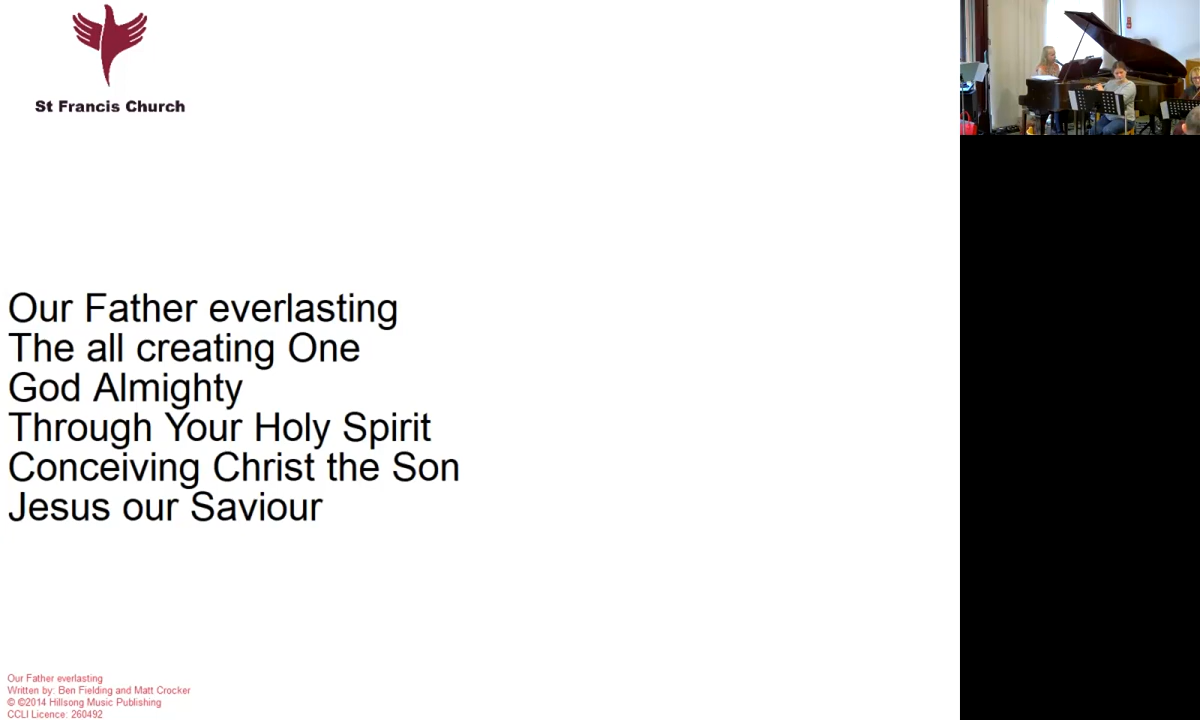 St Francis Church
Our Father everlasting
The all creating One
God Almighty
Through Your Holy Spirit
Conceiving Christ the Son
Jesus our Saviour
Our Father everlasting
Written by: Ben Fielding and Matt Crocker
© ©2014 Hillsong Music Publishing
CCLI Licence: 260492